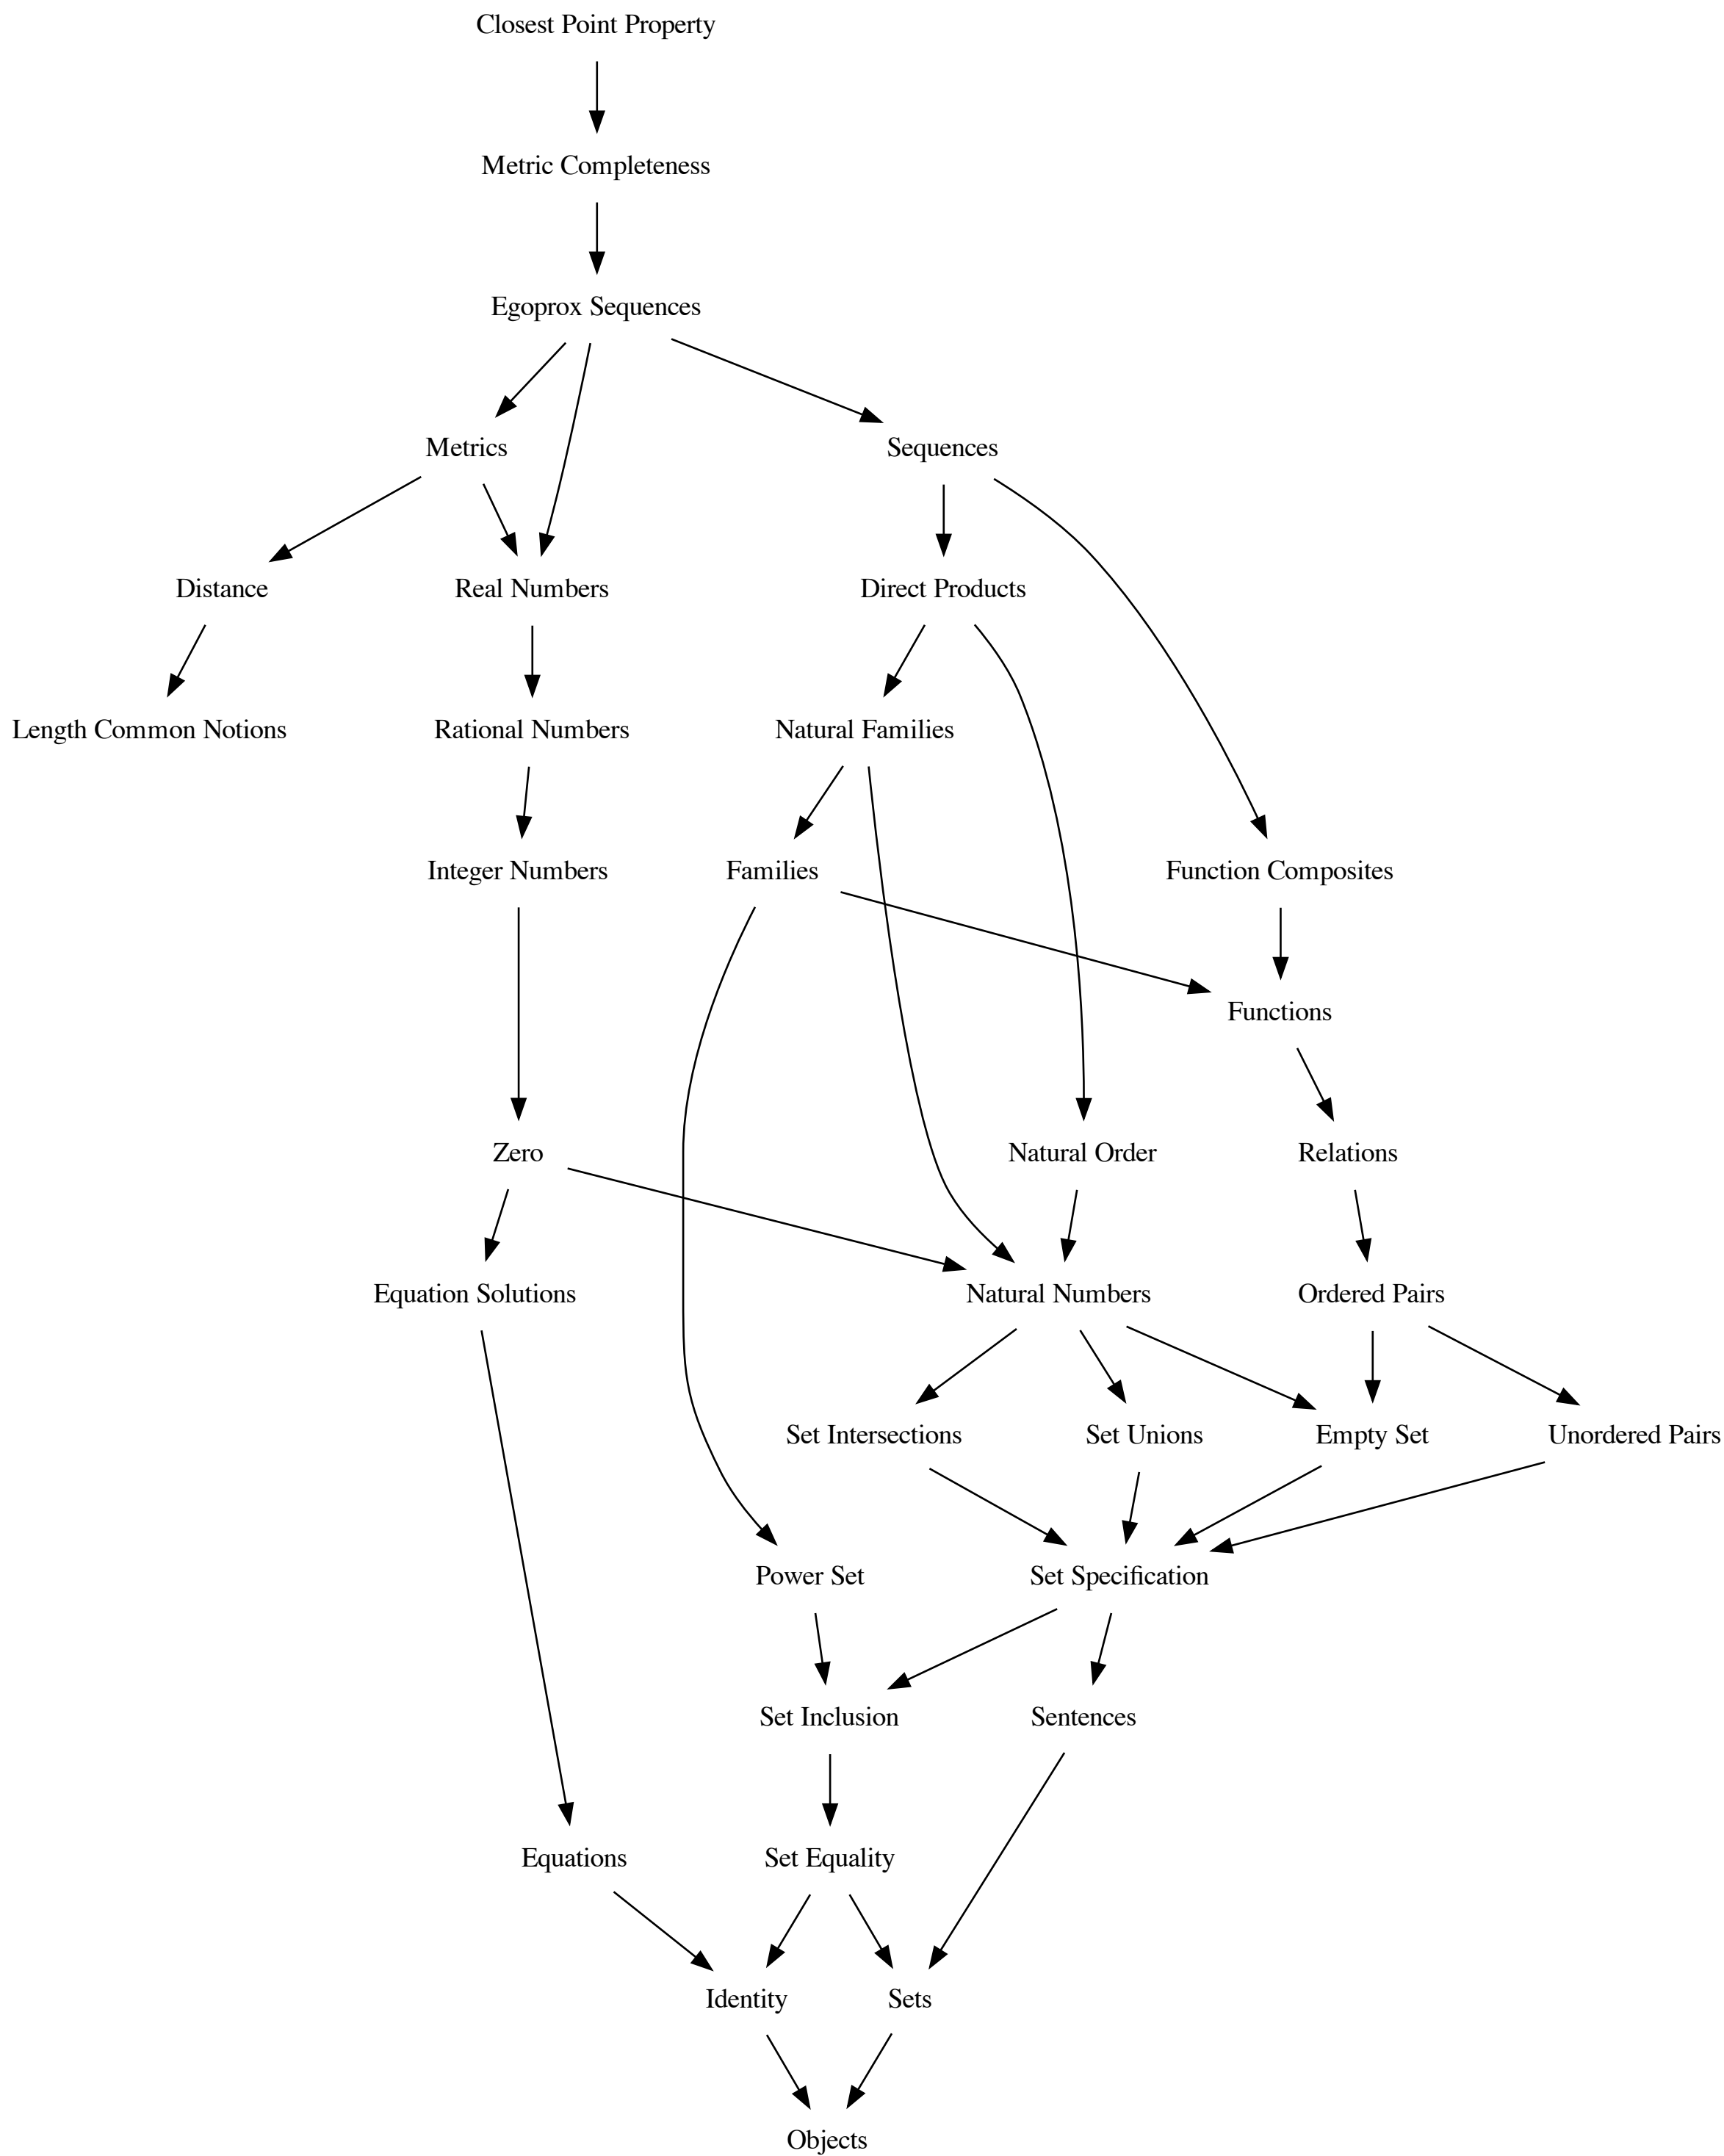 Closest Point Property
Metric Completeness
Egoprox Sequences
Metrics
Sequences
Distance
Real Numbers
Direct Products
Length Common Notions
Rational Numbers
Natural Families
Integer Numbers
Families
Function Composites
Functions
Zero
Natural Order
Relations
Equation Solutions
Natural Numbers
Ordered Pairs
Set Intersections
Set Unions
Empty Set
Unordered Pairs
Power Set
Set Specification
Set Inclusion
Sentences
Equations
Set Equality
Identity
Sets
Objects